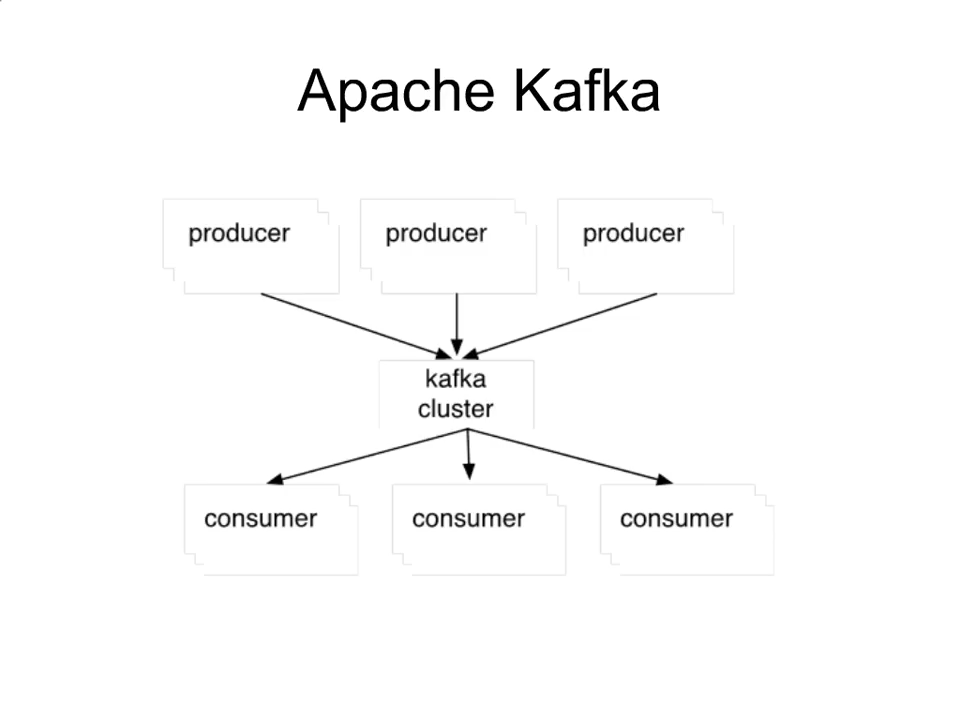 Apache Kafka
producer
producer
producer
kafka
cluster
consumer
consumer
consumer